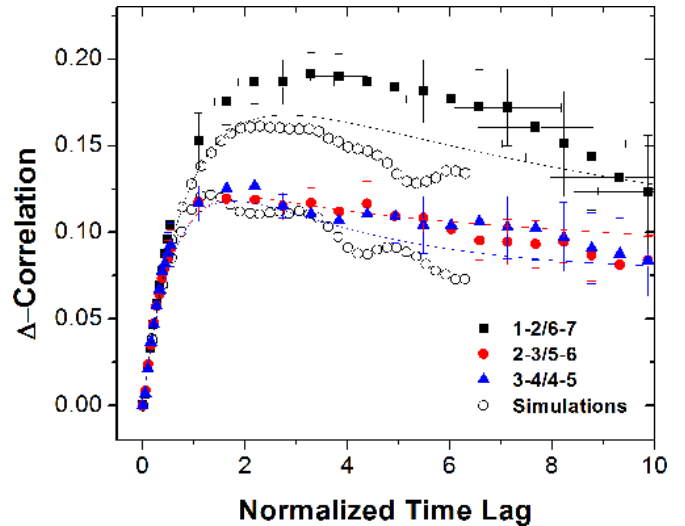 Δ–Correlation
0.20
0.15
0.10
0.05
0.00
1-2/6-7
2-3/5-6
3-4/4-5
Simulations
0 2 4 6 8 10
Normalized Time Lag